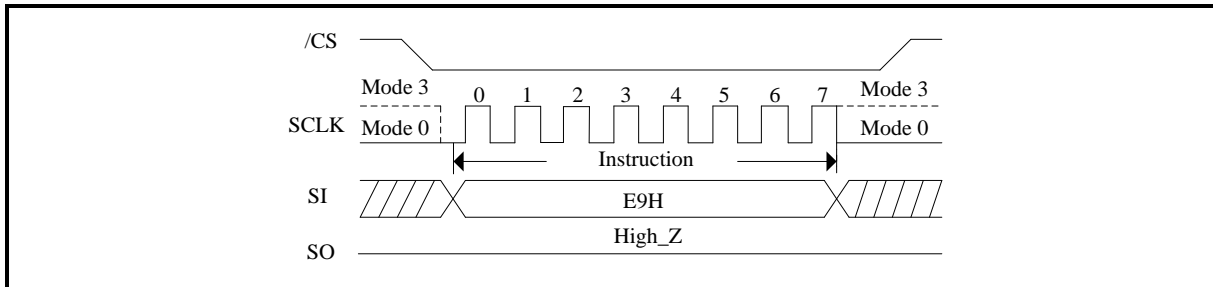 /CS
Mode 3 0 1 2 3 4 5 6 7 Mode 3
SCLK Mode 0 Mode 0
Instruction
SI E9H
High_Z
SO